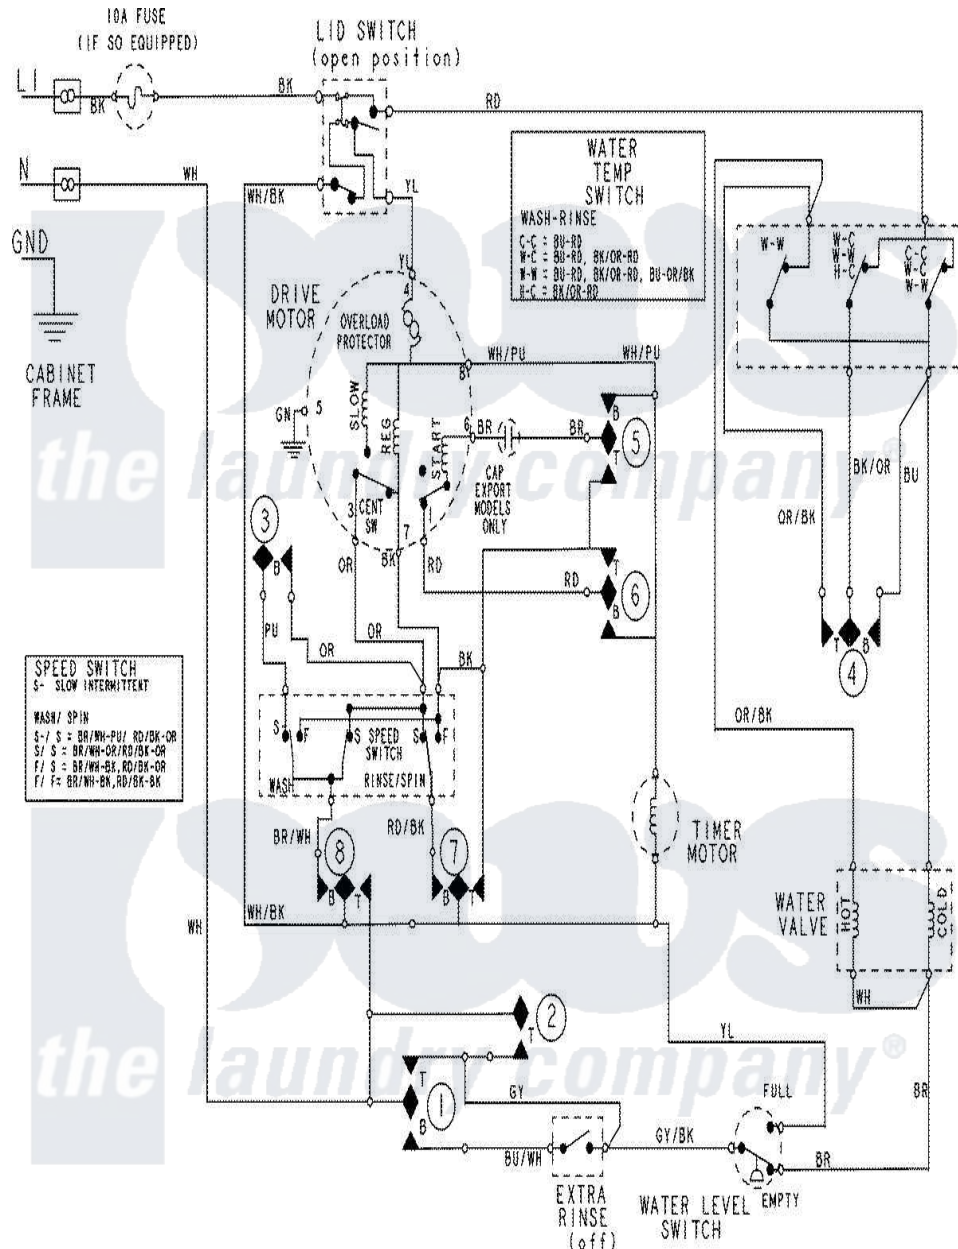 10A FUSE
(IF SO EQUIPPED)
LID SWITCH
(open position)
L1
BK
BK
RD
N
WH
WH/BK
YL
WATER
TEMP
SWITCH
WASH-RINSE
C-C = BU-RD
W-C = BU-RD, BK/OR-RD
W-W = BU-RD, BK/OR-RD, BU-OR/BK
H-C = BK/OR-RD
GND
CABINET
FRAME
W-W
W-C
W-W
H-C
C-C
W-C
W-W
YL
4
DRIVE
MOTOR
OVERLOAD
PROTECTOR
WH/PU
WH/PU
8
GN
5
SLOW
REG
START
6
BR
BR
B
T
5
CAP
EXPORT
MODELS
ONLY
3
CENT
SW
7
1
OR
BK
RD
RD
T
B
6
BK/OR
BU
OR/BK
3
B
PU
OR
OR
BK
T
B
4
SPEED SWITCH
S- SLOW INTERMITTENT
WASH/ SPIN
S-/ S = BR/WH-PU/ RD/BK-OR
S/ S = BR/WH-OR/RD/BK-OR
F/ S = BR/WH-BK,RD/BK-OR
F/ F= BR/WH-BK,RD/BK-BK
S-
F
S
SPEED
SWITCH
S
F
WASH
RINSE/SPIN
OR/BK
BR/WH
RD/BK
8
7
B
T
B
T
TIMER
MOTOR
WATER
VALVE
HOT
COLD
WH
WH/BK
WH
2
T
YL
T
B
1
GY
FULL
BR
BU/WH
GY/BK
BR
EXTRA
RINSE
(off)
WATER LEVEL
SWITCH
EMPTY
the laundry company®
the laundry company®